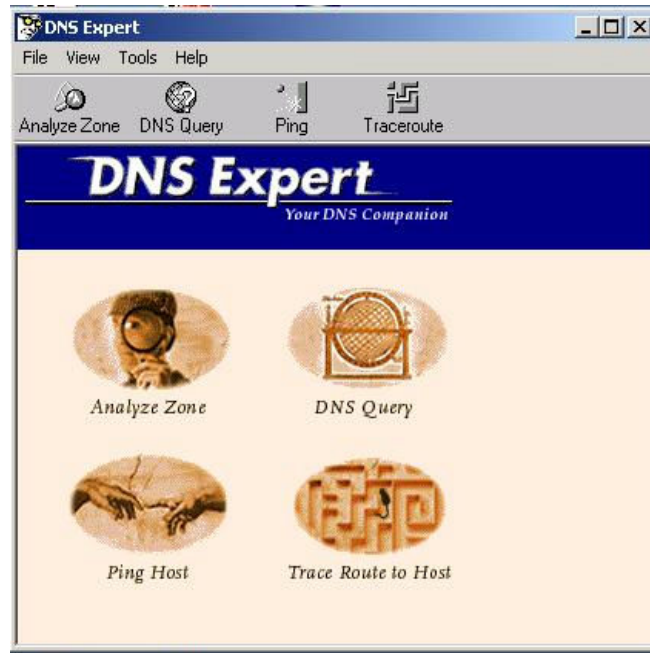 DNS Expert
File View Tools Help
Analyze Zone DNS Query Ping Traceroute
DNS Expert
Your DNS Companion
Analyze Zone DNS Query
Ping Host Trace Route to Host